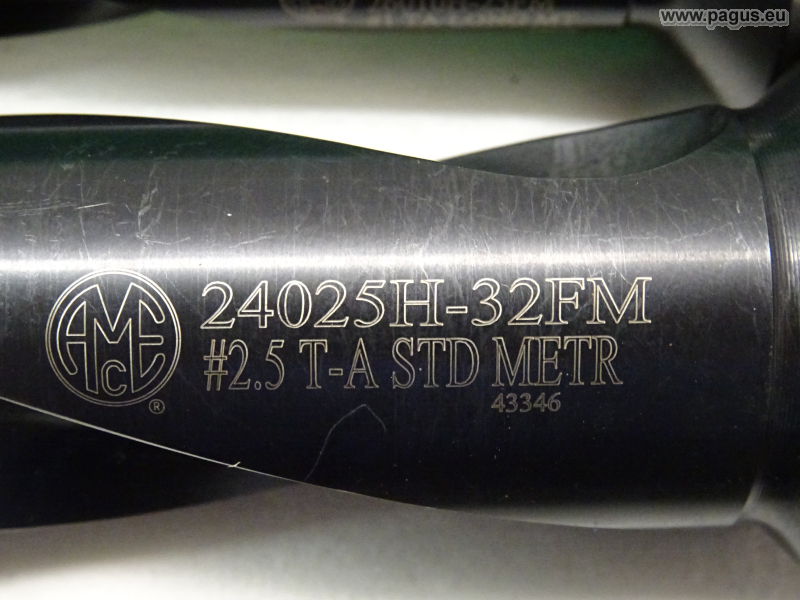 www.pagus.eu
AMEC
®
24025H-32FM
#2.5 T-A STD METR
43346